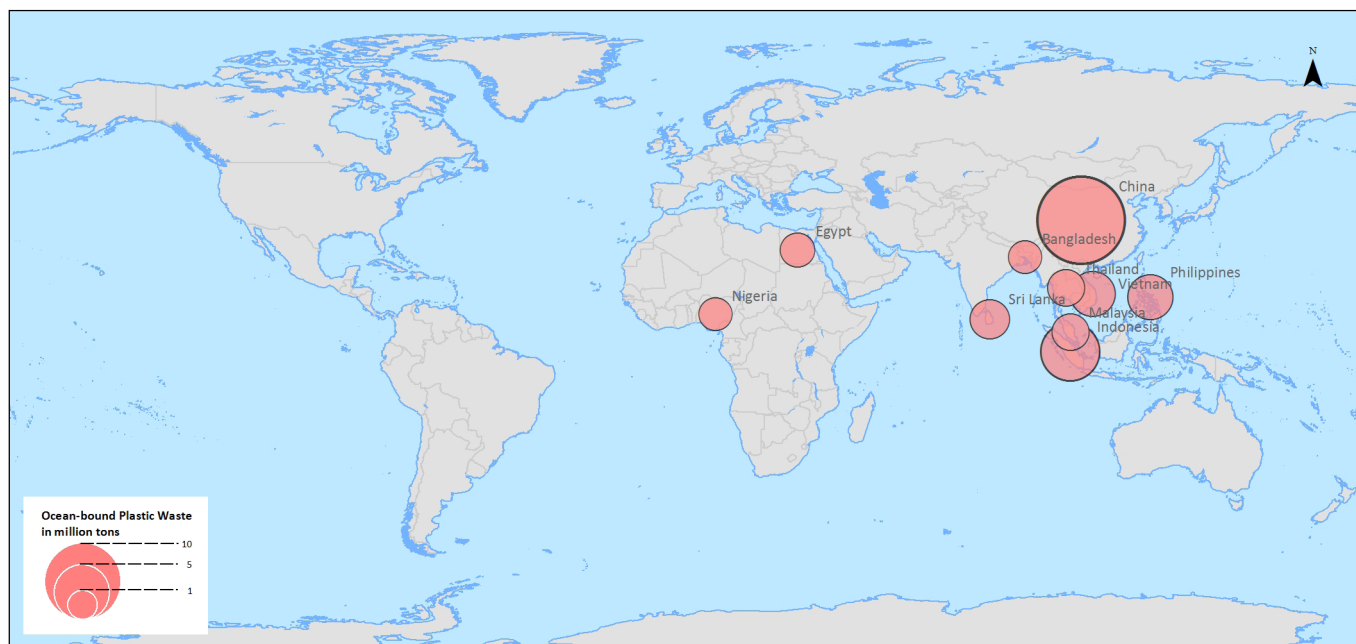 N
China
Egypt
Bangladesh
Thailand
Philippines
Vietnam
Nigeria
Sri Lanka
Malaysia
Indonesia
Ocean-bound Plastic Waste
in million tons
10
5
1